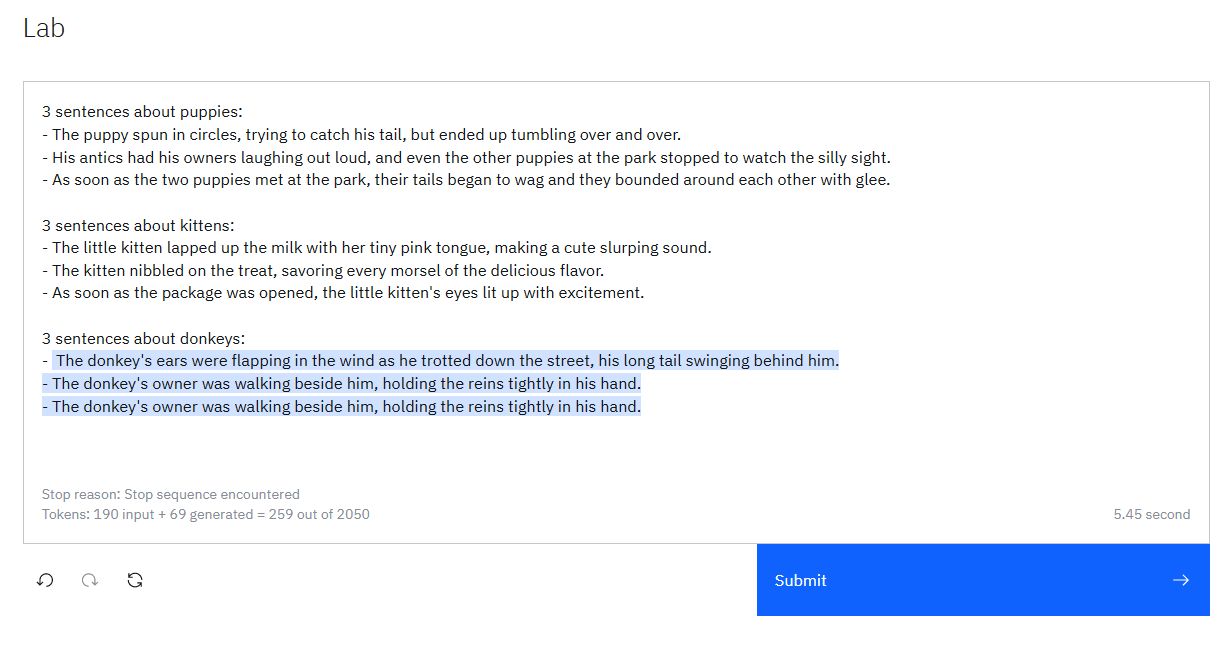 Lab
3 sentences about puppies:
- The puppy spun in circles, trying to catch his tail, but ended up tumbling over and over.
- His antics had his owners laughing out loud, and even the other puppies at the park stopped to watch the silly sight.
- As soon as the two puppies met at the park, their tails began to wag and they bounded around each other with glee.
3 sentences about kittens:
- The little kitten lapped up the milk with her tiny pink tongue, making a cute slurping sound.
- The kitten nibbled on the treat, savoring every morsel of the delicious flavor.
- As soon as the package was opened, the little kitten's eyes lit up with excitement.
3 sentences about donkeys:
- The donkey's ears were flapping in the wind as he trotted down the street, his long tail swinging behind him.
- The donkey's owner was walking beside him, holding the reins tightly in his hand.
- The donkey's owner was walking beside him, holding the reins tightly in his hand.
Stop reason: Stop sequence encountered
Tokens: 190 input + 69 generated = 259 out of 2050
5.45 second
Submit